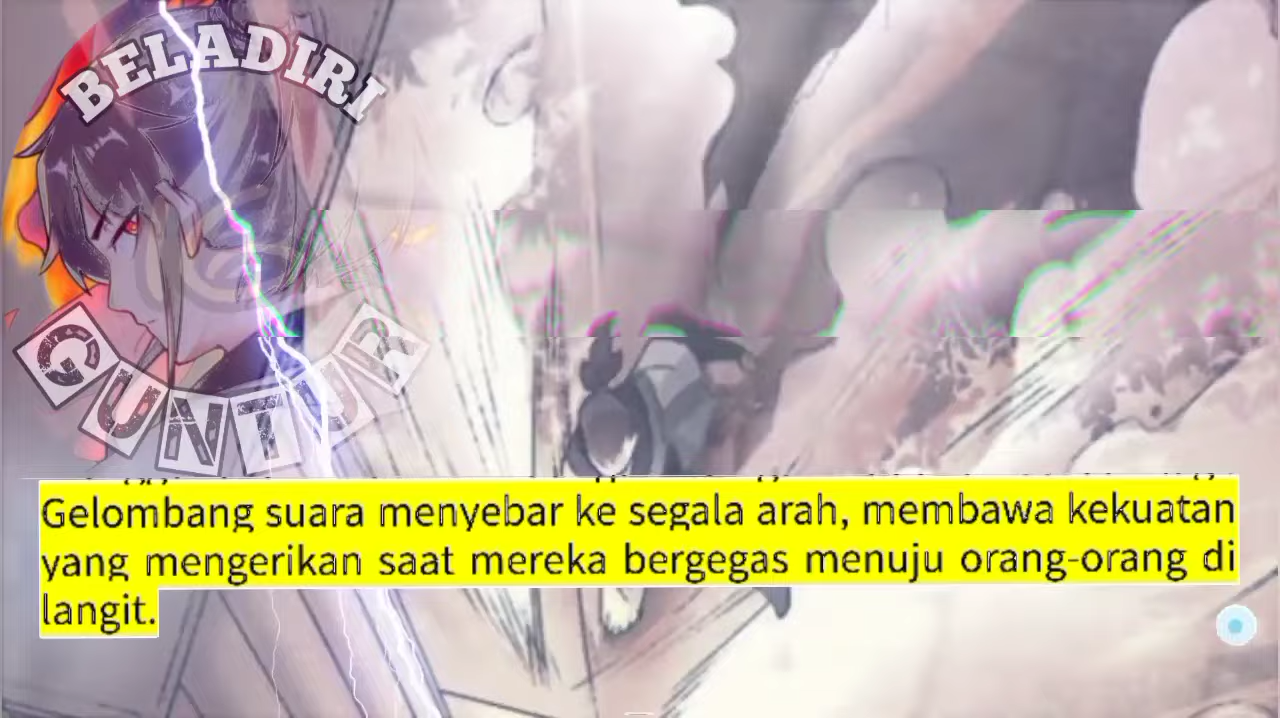 BELADIRI
GUNTUR
Gelombang suara menyebar ke segala arah, membawa kekuatan
yang mengerikan saat mereka bergegas menuju orang-orang di
langit.